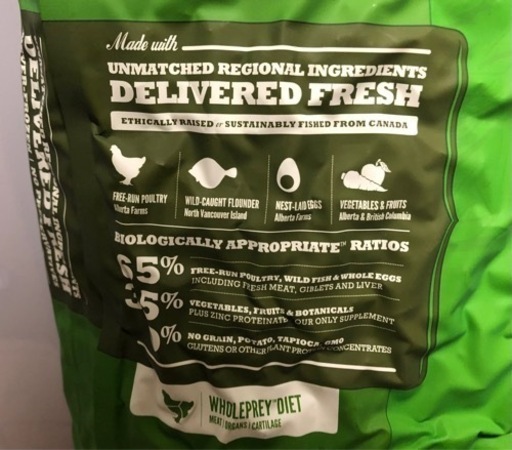 Made with
UNMATCHED REGIONAL INGREDIENTS
DELIVERED FRESH
ETHICALLY RAISED or SUSTAINABLY FISHED FROM CANADA
FREE-RUN POULTRY
Alberta Farms
WILD-CAUGHT FLOUNDER
North Vancouver Island
NEST-LAID EGGS
Alberta Farms
VEGETABLES & FRUITS
Alberta & British Columbia
BIOLOGICALLY APPROPRIATE™ RATIOS
65% FREE-RUN POULTRY, WILD FISH & WHOLE EGGS
INCLUDING FRESH MEAT, GIBLETS AND LIVER
35% VEGETABLES, FRUITS & BOTANICALS
PLUS ZINC PROTEINATE OUR ONLY SUPPLEMENT
0% NO GRAIN, POTATO, TAPIOCA, GMO
GLUTENS OR OTHER PLANT PROTEIN CONCENTRATES
WHOLEPREY™ DIET
MEAT | ORGANS | CARTILAGE